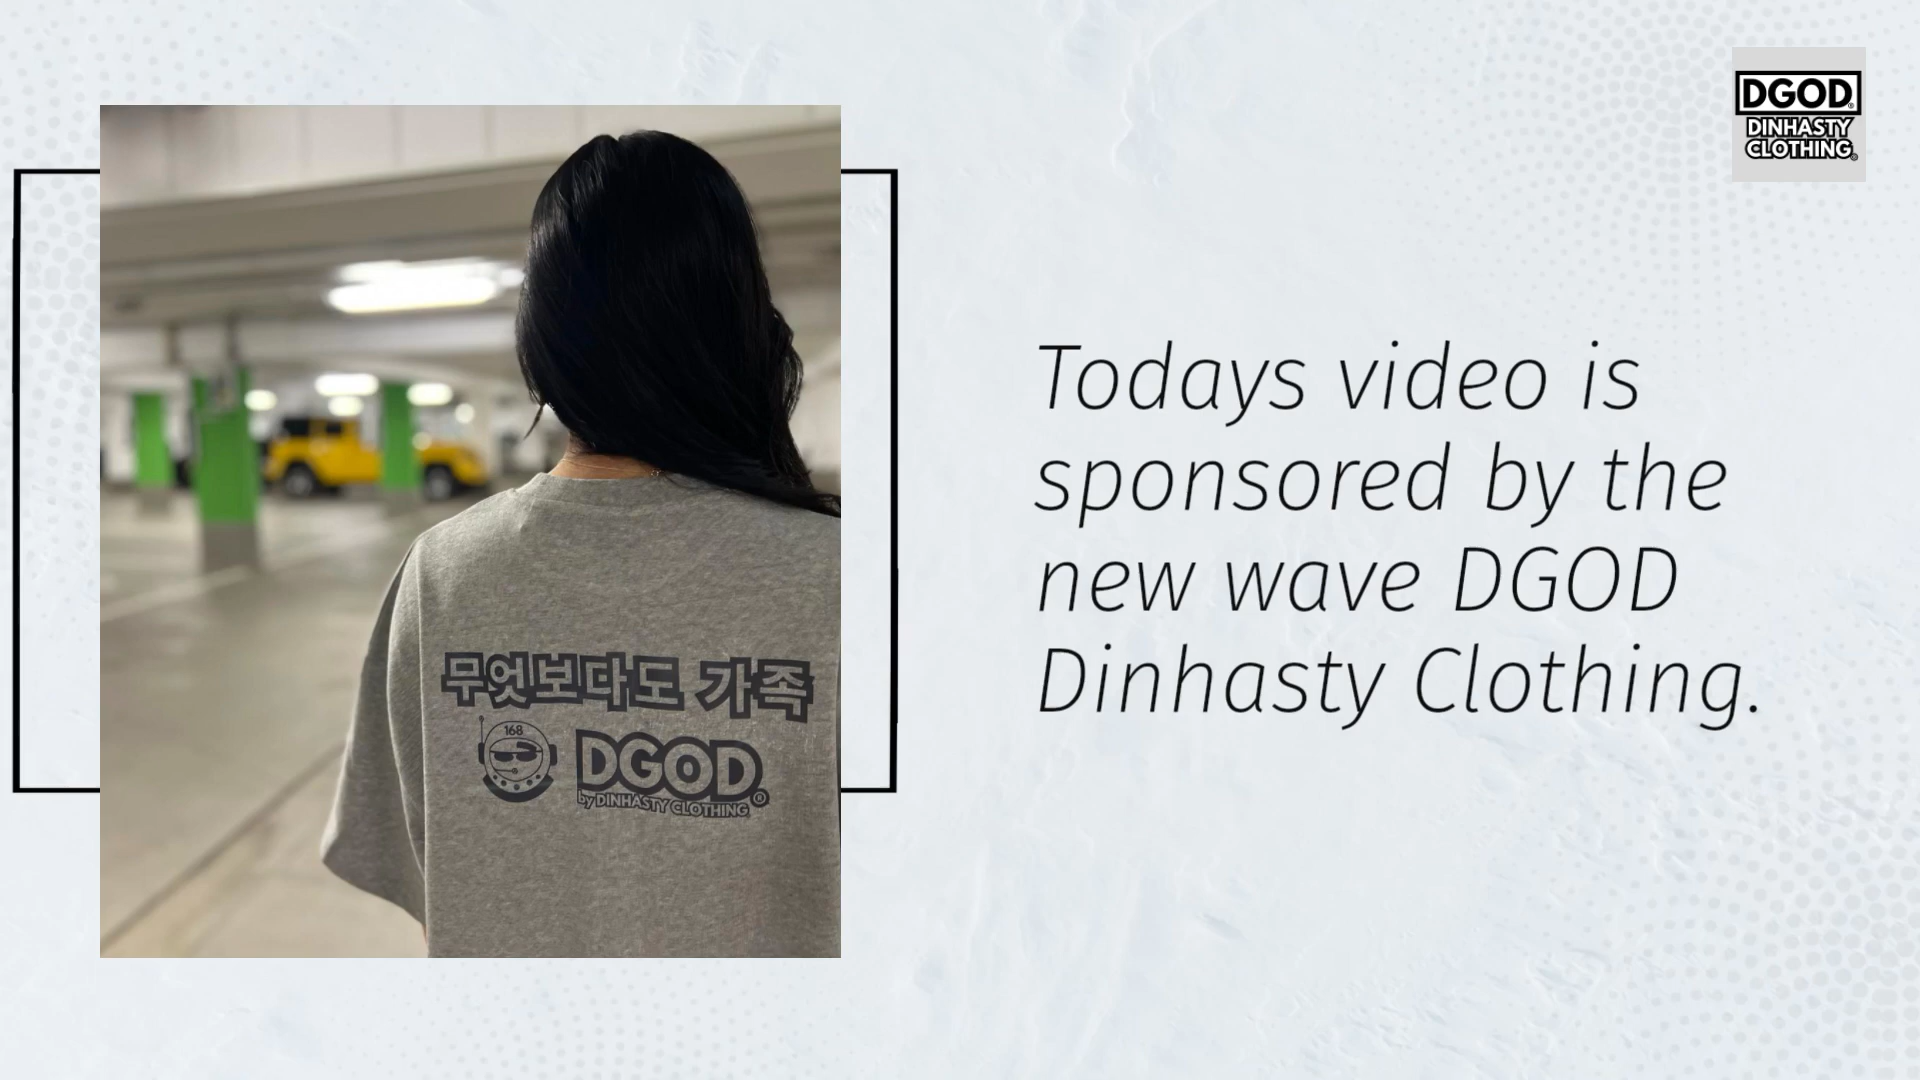 DGOD®
DINHASTY
CLOTHING®
Todays video is
sponsored by the
new wave DGOD
Dinhasty Clothing.
무엇보다도 가족
168
DGOD®
by DINHASTY CLOTHING